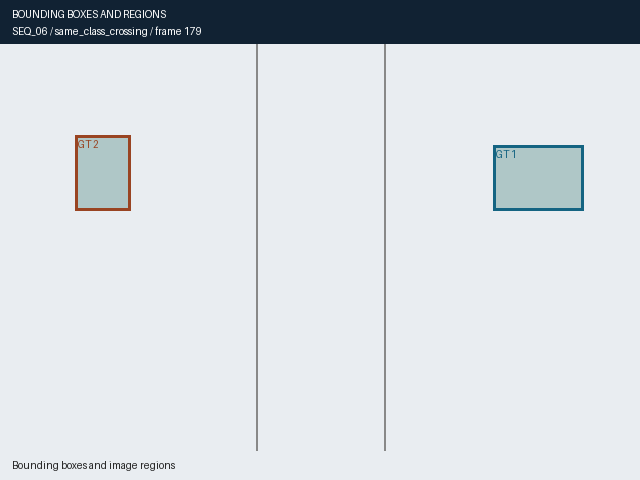 BOUNDING BOXES AND REGIONS
SEQ_06 / same_class_crossing / frame 179
GT2
GT1
Bounding boxes and image regions